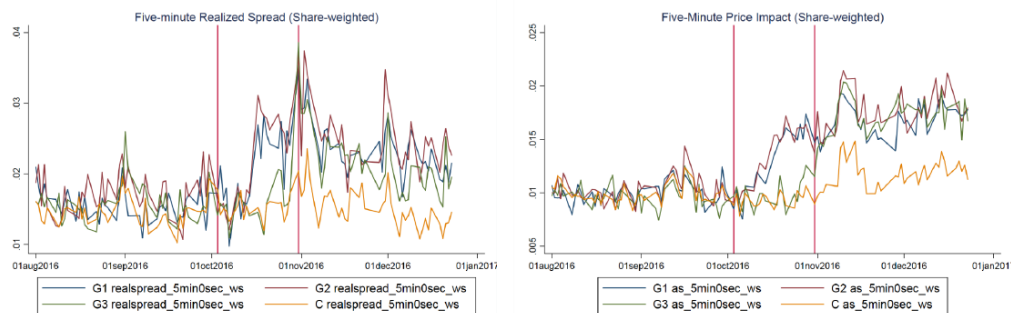 Five-minute Realized Spread (Share-weighted)
.04
.03
.02
.01
01aug2016 01sep2016 01oct2016 01nov2016 01dec2016 01jan2017
G1 realspread_5min0sec_ws G2 realspread_5min0sec_ws
G3 realspread_5min0sec_ws C realspread_5min0sec_ws
Five-Minute Price Impact (Share-weighted)
.025
.02
.015
.01
.005
01aug2016 01sep2016 01oct2016 01nov2016 01dec2016 01jan2017
G1 as_5min0sec_ws G2 as_5min0sec_ws
G3 as_5min0sec_ws C as_5min0sec_ws